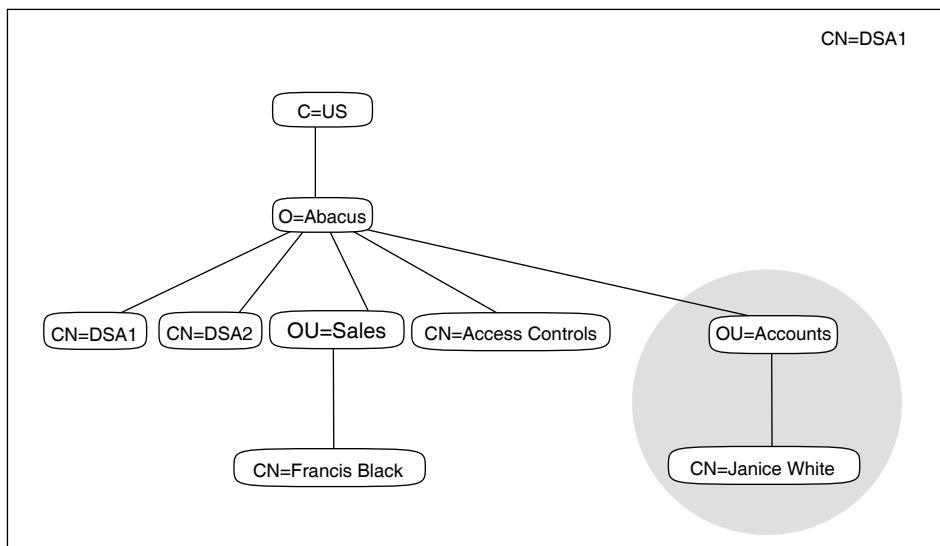 CN=DSA1
C=US
O=Abacus
CN=DSA1
CN=DSA2
OU=Sales
CN=Access Controls
OU=Accounts
CN=Francis Black
CN=Janice White